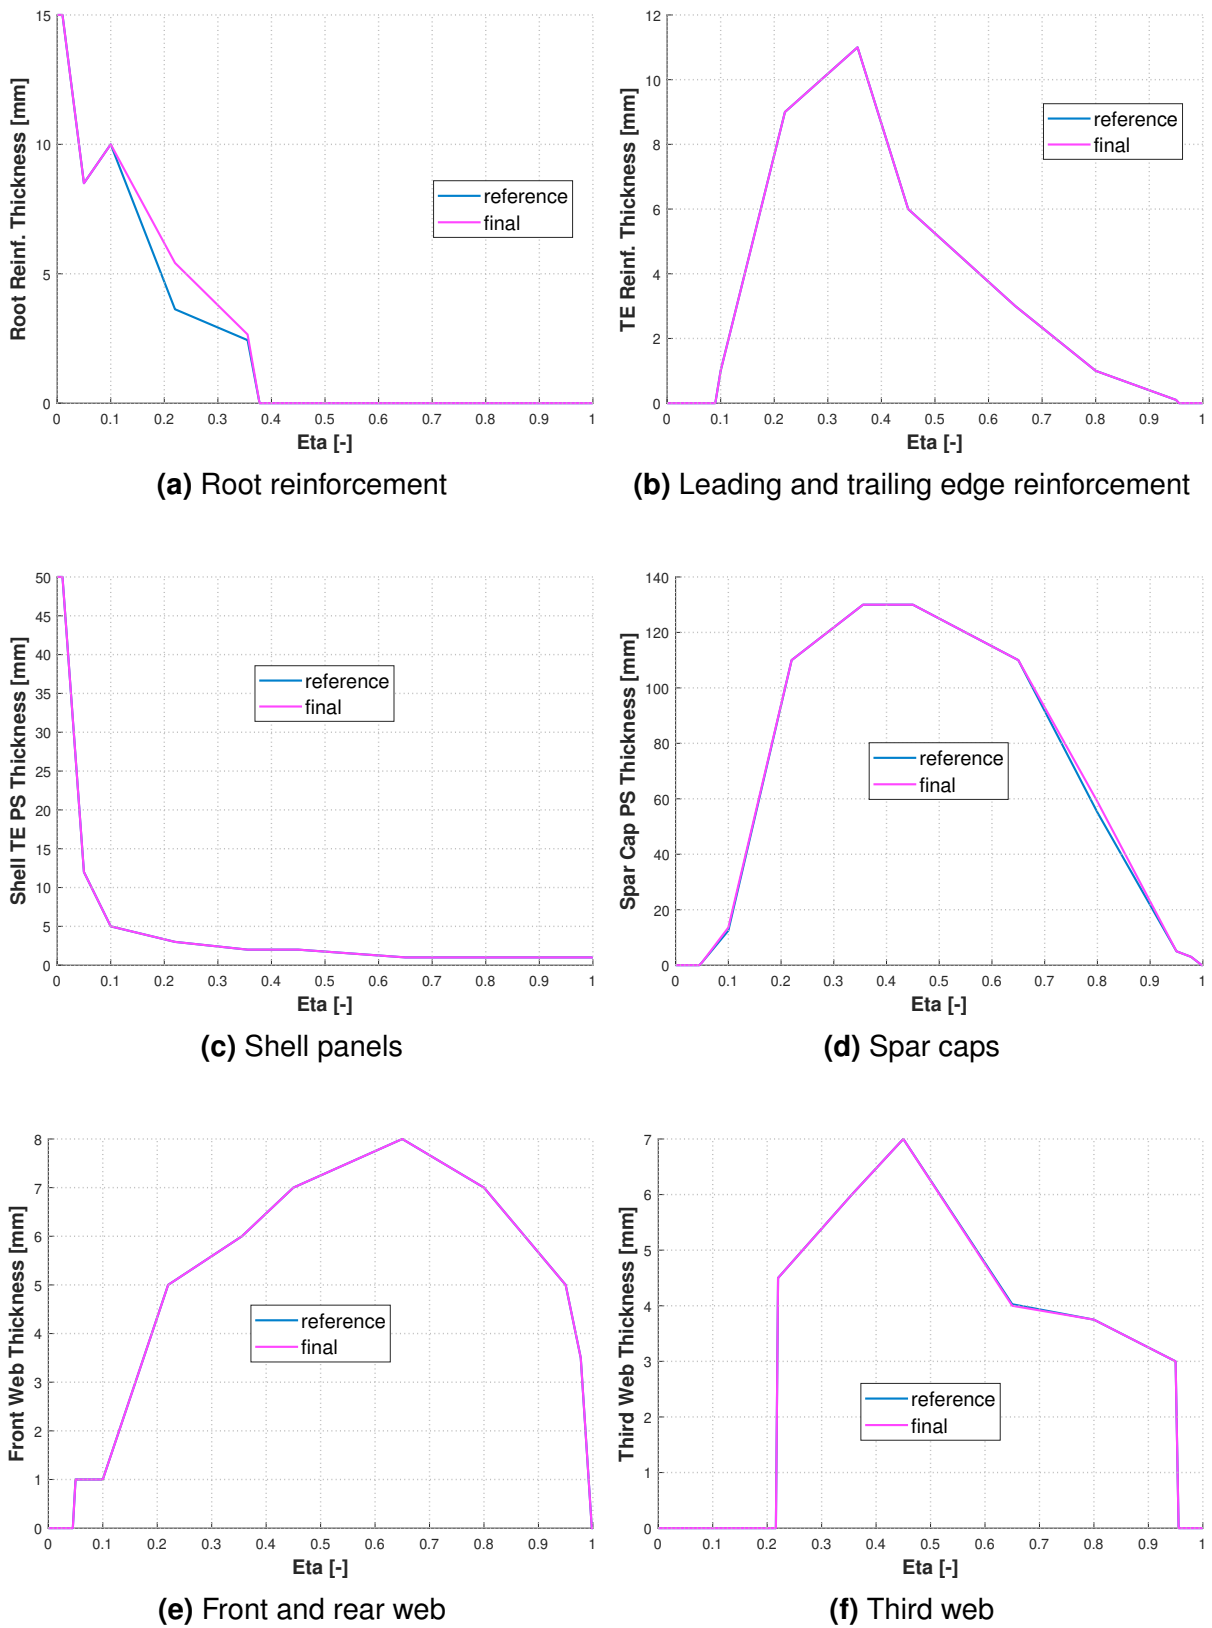 15
10
5
0
Root Reinf. Thickness [mm]
reference
final
0 0.1 0.2 0.3 0.4 0.5 0.6 0.7 0.8 0.9 1
Eta [-]
(a) Root reinforcement
12
10
8
6
4
2
0
TE Reinf. Thickness [mm]
reference
final
0 0.1 0.2 0.3 0.4 0.5 0.6 0.7 0.8 0.9 1
Eta [-]
(b) Leading and trailing edge reinforcement
50
45
40
35
30
25
20
15
10
5
0
Shell TE PS Thickness [mm]
reference
final
0 0.1 0.2 0.3 0.4 0.5 0.6 0.7 0.8 0.9 1
Eta [-]
(c) Shell panels
140
120
100
80
60
40
20
0
Spar Cap PS Thickness [mm]
reference
final
0 0.1 0.2 0.3 0.4 0.5 0.6 0.7 0.8 0.9 1
Eta [-]
(d) Spar caps
8
7
6
5
4
3
2
1
0
Front Web Thickness [mm]
reference
final
0 0.1 0.2 0.3 0.4 0.5 0.6 0.7 0.8 0.9 1
Eta [-]
(e) Front and rear web
7
6
5
4
3
2
1
0
Third Web Thickness [mm]
reference
final
0 0.1 0.2 0.3 0.4 0.5 0.6 0.7 0.8 0.9 1
Eta [-]
(f) Third web